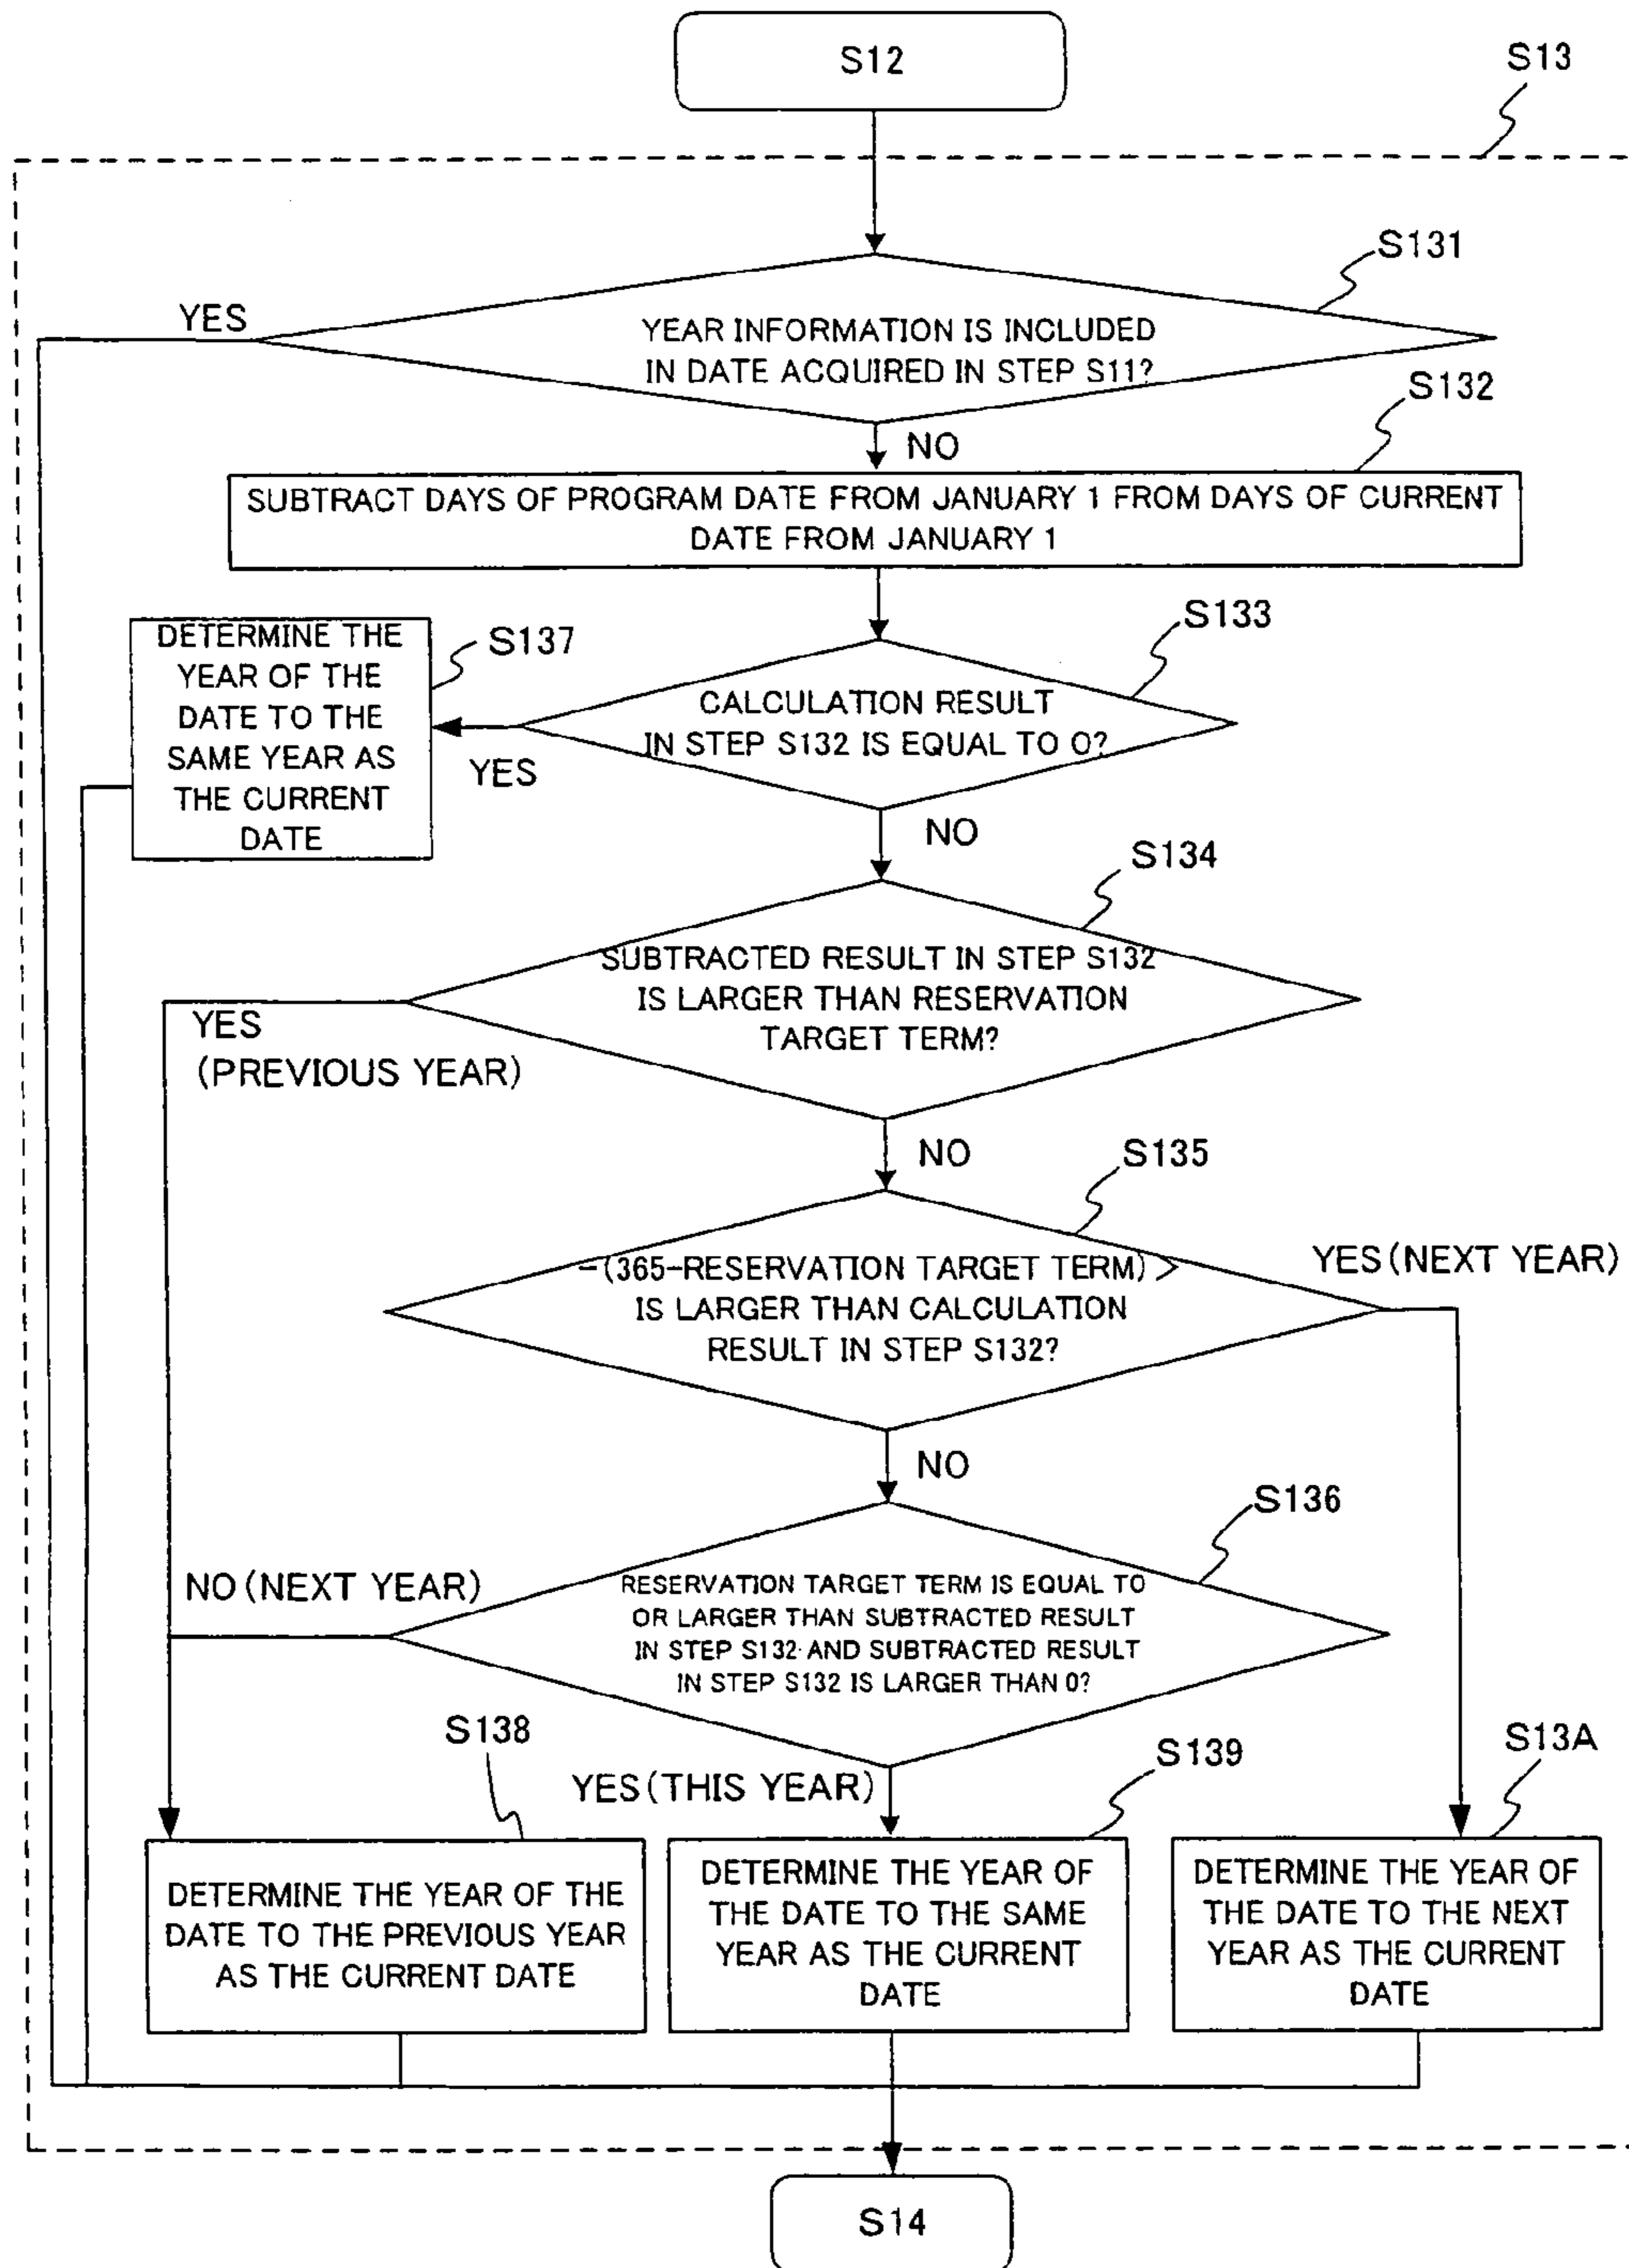 S12
S13
S131
YES
YEAR INFORMATION IS INCLUDED
IN DATE ACQUIRED IN STEP S11?
S132
NO
SUBTRACT DAYS OF PROGRAM DATE FROM JANUARY 1 FROM DAYS OF CURRENT
DATE FROM JANUARY 1
S133
S137
DETERMINE THE
YEAR OF THE
DATE TO THE
SAME YEAR AS
THE CURRENT
DATE
CALCULATION RESULT
IN STEP S132 IS EQUAL TO 0?
YES
NO
S134
SUBTRACTED RESULT IN STEP S132
IS LARGER THAN RESERVATION
TARGET TERM?
YES
(PREVIOUS YEAR)
NO
S135
-(365-RESERVATION TARGET TERM) >
IS LARGER THAN CALCULATION
RESULT IN STEP S132?
YES (NEXT YEAR)
NO
S136
NO (NEXT YEAR)
RESERVATION TARGET TERM IS EQUAL TO
OR LARGER THAN SUBTRACTED RESULT
IN STEP S132 AND SUBTRACTED RESULT
IN STEP S132 IS LARGER THAN 0?
S138
YES (THIS YEAR)
S139
S13A
DETERMINE THE YEAR OF THE
DATE TO THE PREVIOUS YEAR
AS THE CURRENT DATE
DETERMINE THE YEAR OF
THE DATE TO THE SAME
YEAR AS THE CURRENT
DATE
DETERMINE THE YEAR OF
THE DATE TO THE NEXT
YEAR AS THE CURRENT
DATE
S14